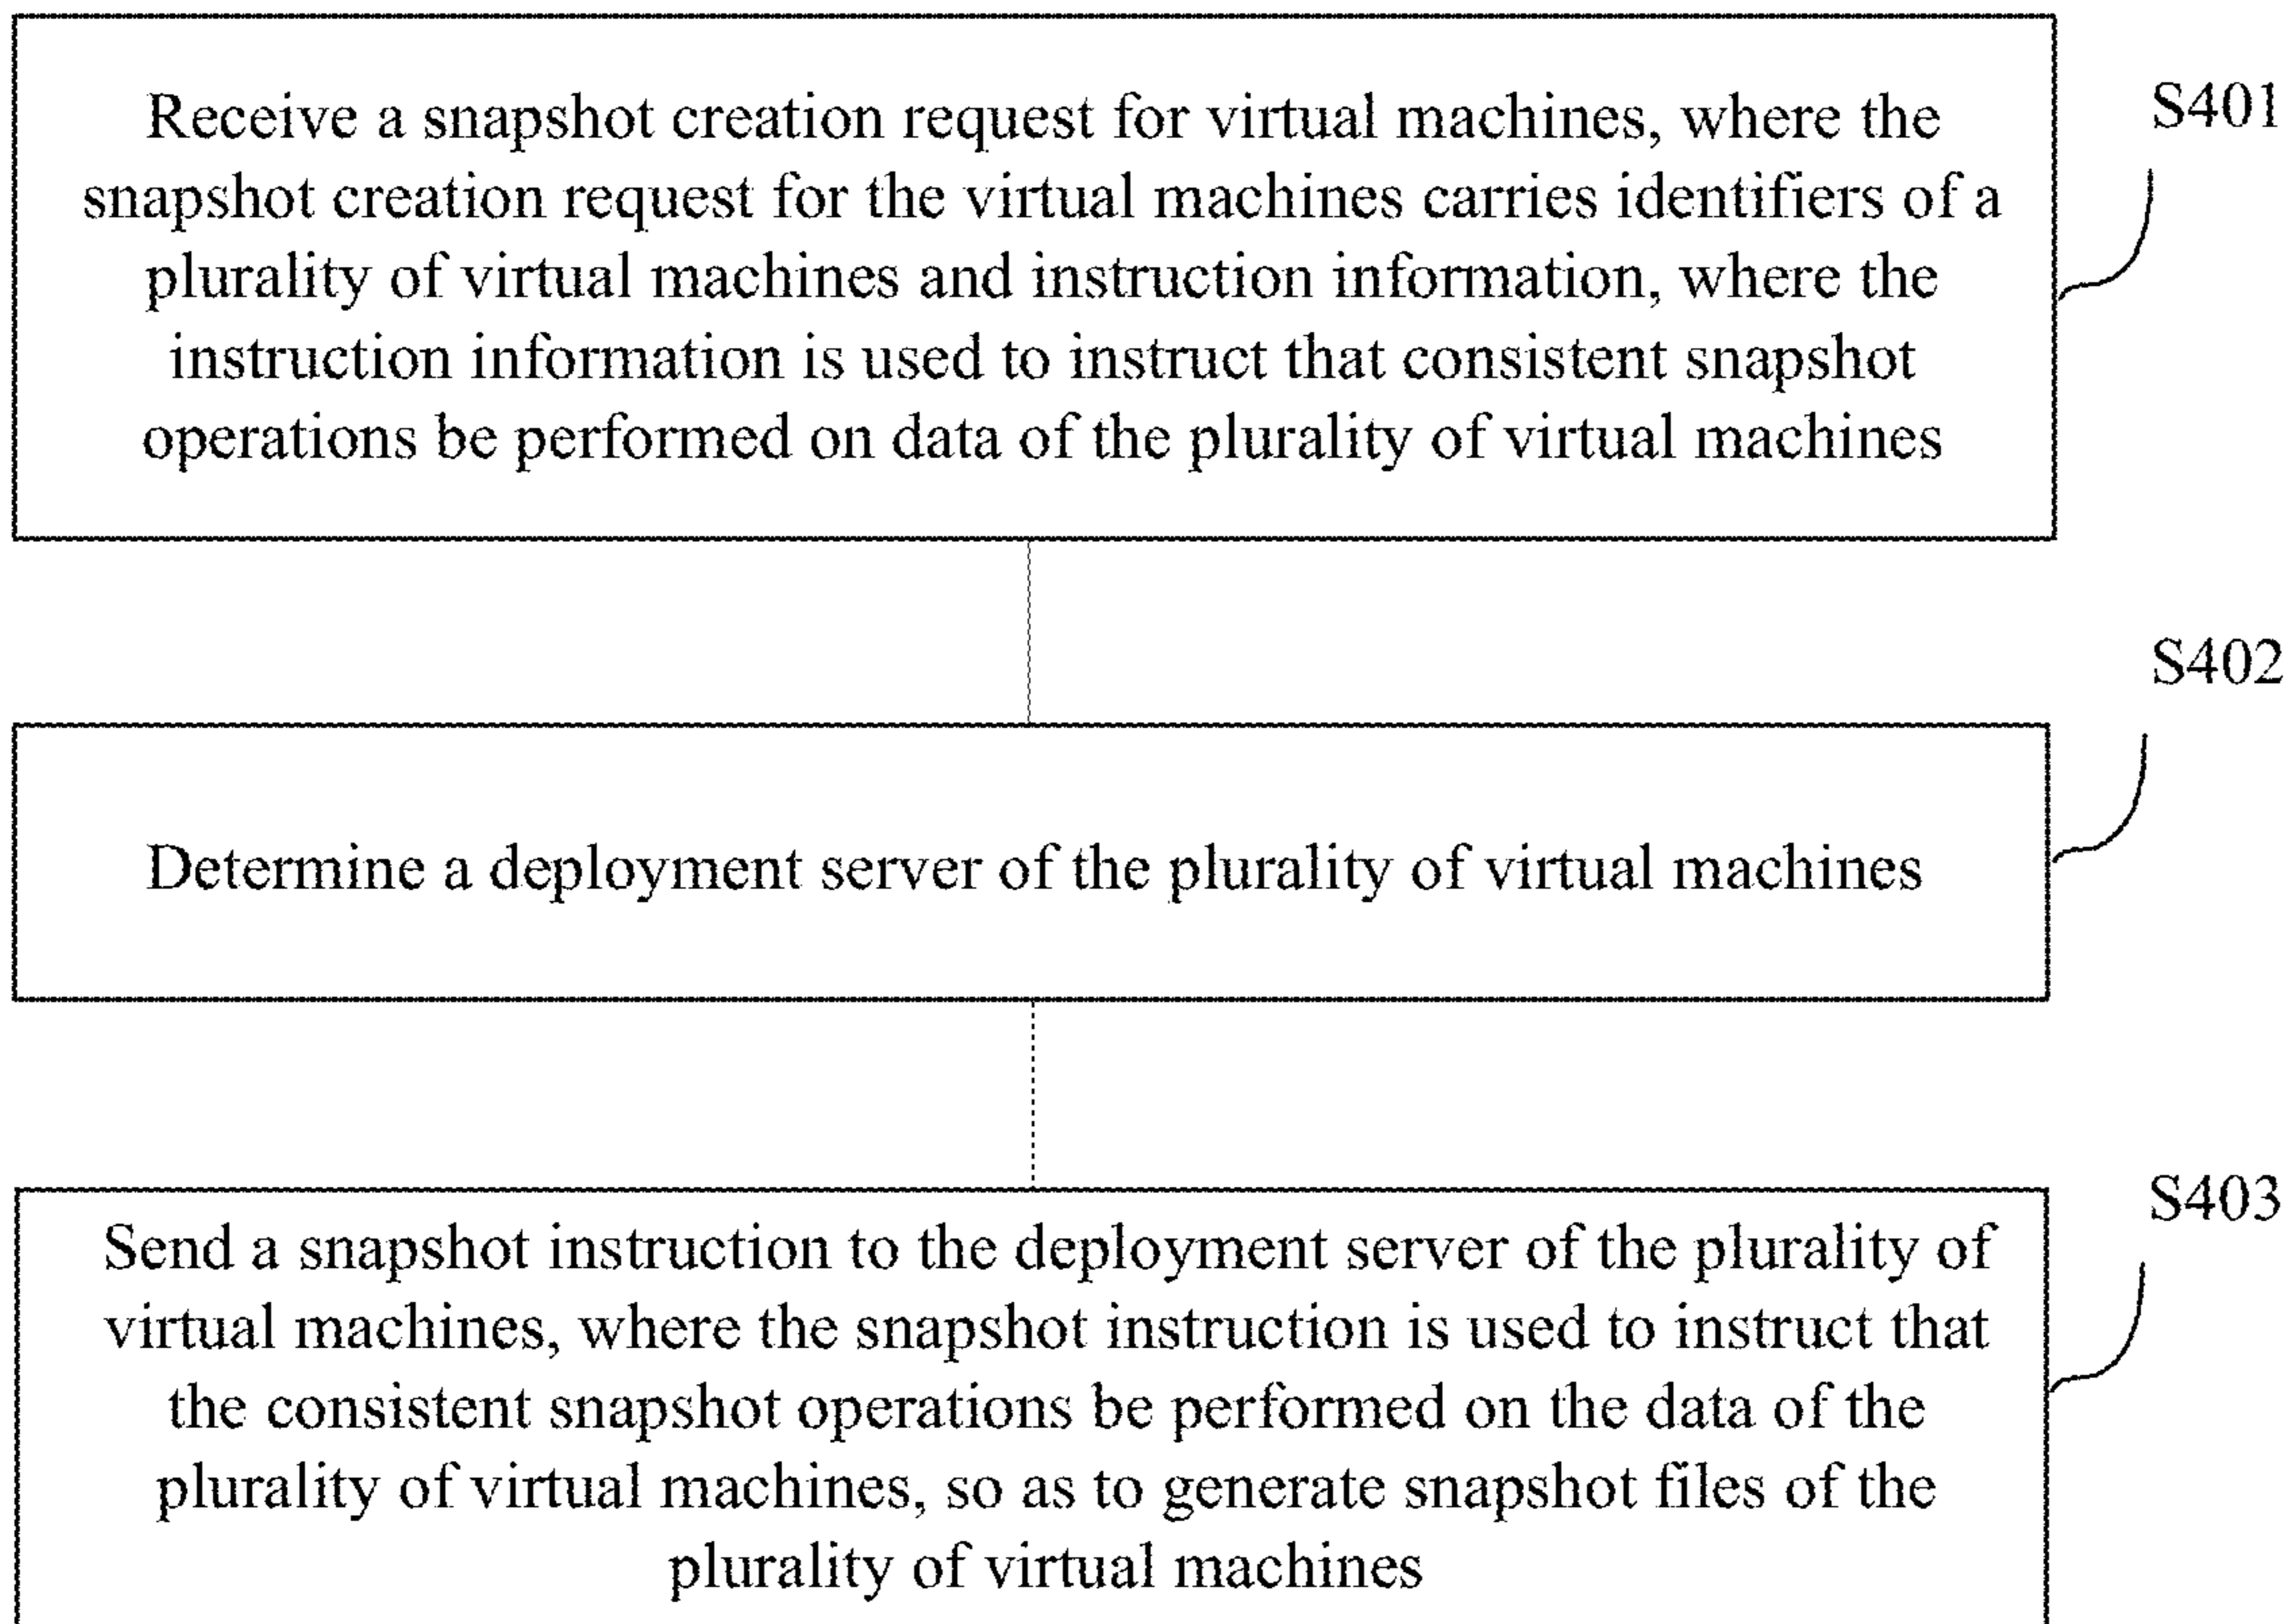 Receive a snapshot creation request for virtual machines, where the
S401
snapshot creation request for the virtual machines carries identifiers of a
plurality of virtual machines and instruction information, where the
instruction information is used to instruct that consistent snapshot
operations be performed on data of the plurality of virtual machines
S402
Determine a deployment server of the plurality of virtual machines
S403
Send a snapshot instruction to the deployment server of the plurality of
virtual machines, where the snapshot instruction is used to instruct that
the consistent snapshot operations be performed on the data of the
plurality of virtual machines, so as to generate snapshot files of the
plurality of virtual machines